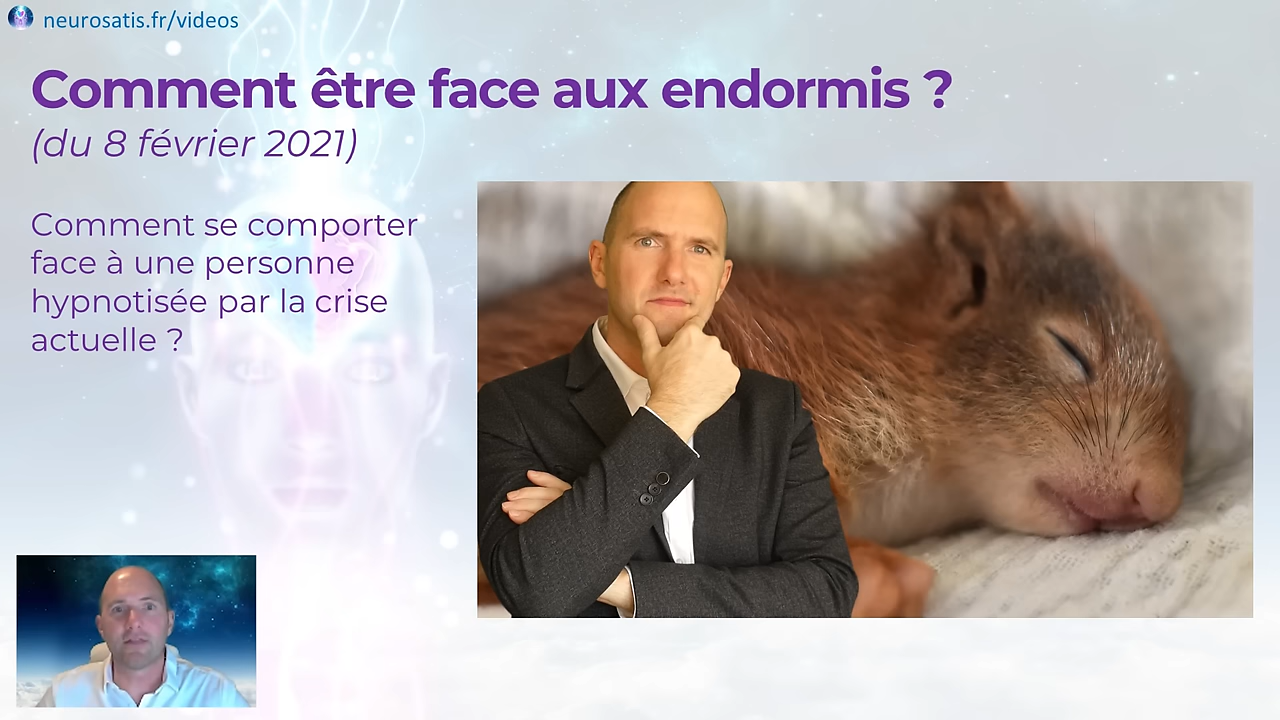 neurosatis.fr/videos
Comment être face aux endormis ?
(du 8 février 2021)
Comment se comporter
face à une personne
hypnotisée par la crise
actuelle ?